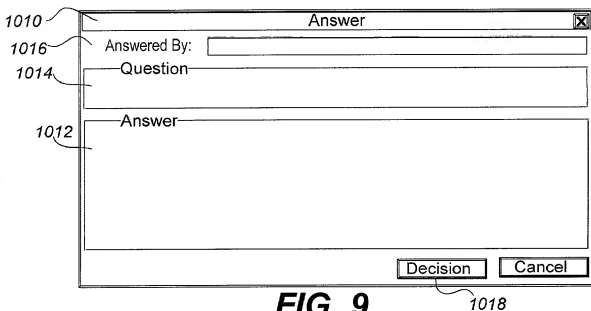 1010 Answer
1016 Answered By:
1014 Question
1012 Answer
Decision Cancel
FIG 9 1018